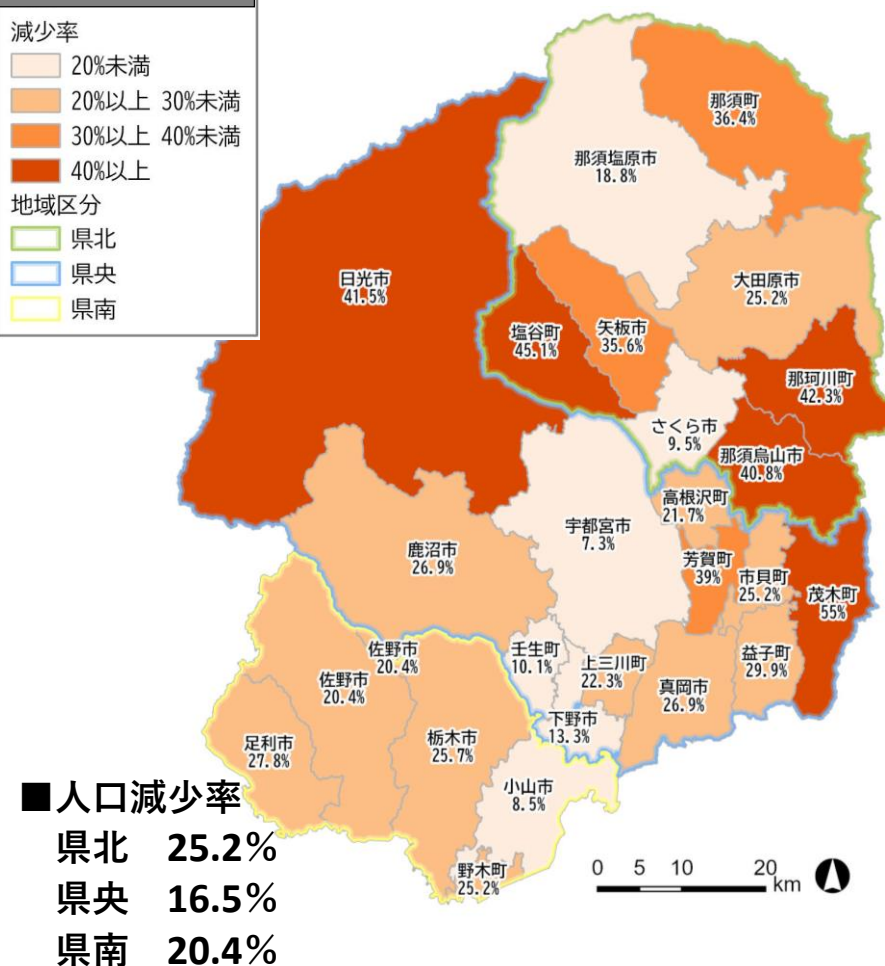 減少率
20%未満
20%以上 30%未満
30%以上 40%未満
40%以上
地域区分
県北
県央
県南
那須町
36.4%
那須塩原市
18.8%
大田原市
25.2%
日光市
41.5%
塩谷町
45.1%
矢板市
35.6%
那珂川町
42.3%
さくら市
9.5%
那須烏山市
40.8%
高根沢町
21.7%
宇都宮市
7.3%
鹿沼市
26.9%
芳賀町
39%
市貝町
25.2%
茂木町
55%
佐野市
20.4%
壬生町
10.1%
上三川町
22.3%
益子町
29.9%
佐野市
20.4%
真岡市
26.9%
下野市
13.3%
足利市
27.8%
栃木市
25.7%
小山市
8.5%
野木町
25.2%
■人口減少率
県北 25.2%
県央 16.5%
県南 20.4%
0 5 10 20
km